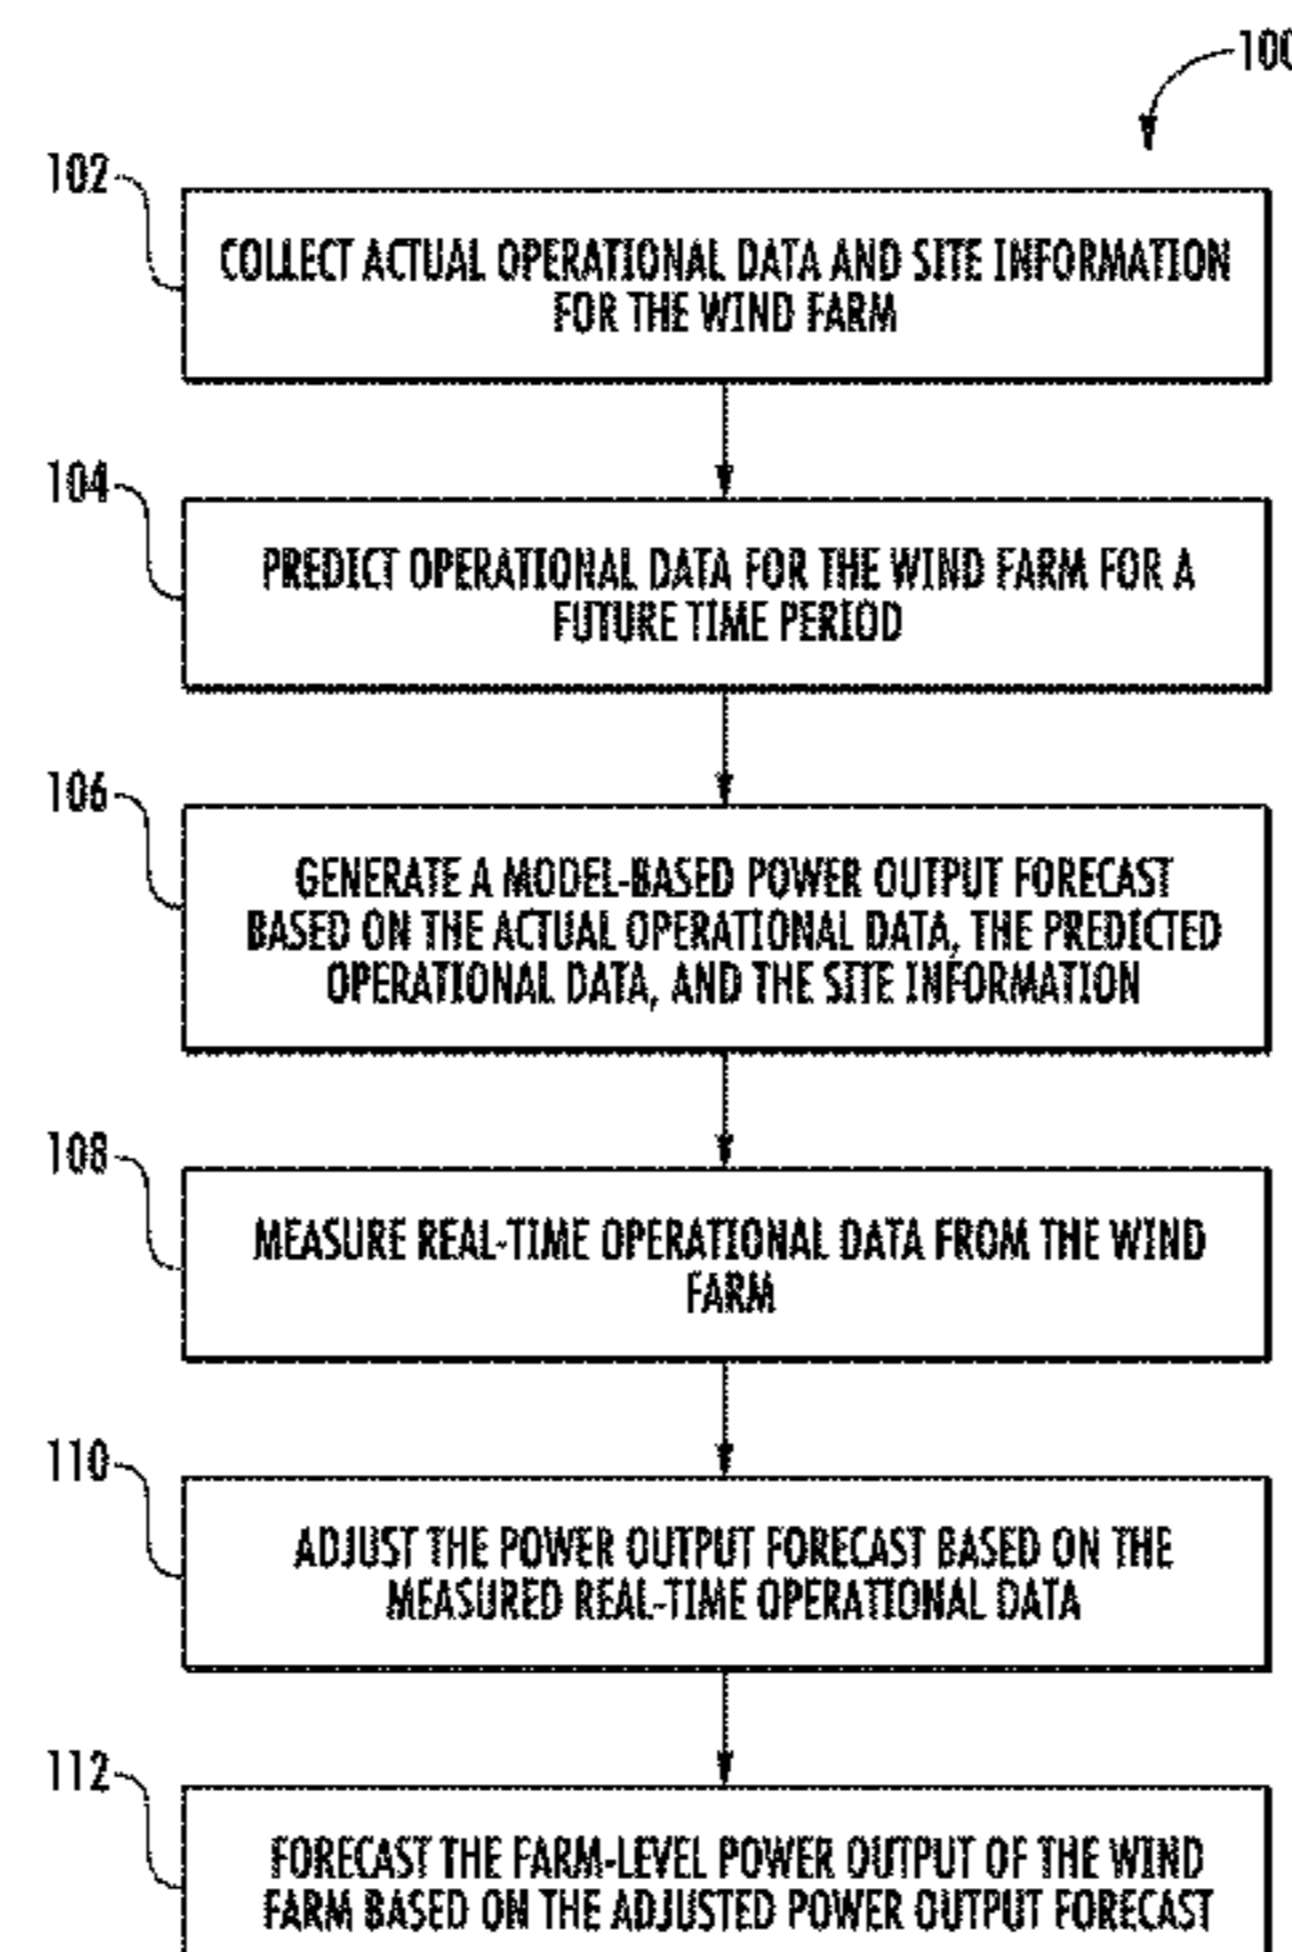 100
102
COLLECT ACTUAL OPERATIONAL DATA AND SITE INFORMATION
FOR THE WIND FARM
104
PREDICT OPERATIONAL DATA FOR THE WIND FARM FOR A
FUTURE TIME PERIOD
106
GENERATE A MODEL-BASED POWER OUTPUT FORECAST
BASED ON THE ACTUAL OPERATIONAL DATA, THE PREDICTED
OPERATIONAL DATA, AND THE SITE INFORMATION
108
MEASURE REAL-TIME OPERATIONAL DATA FROM THE WIND
FARM
110
ADJUST THE POWER OUTPUT FORECAST BASED ON THE
MEASURED REAL-TIME OPERATIONAL DATA
112
FORECAST THE FARM-LEVEL POWER OUTPUT OF THE WIND
FARM BASED ON THE ADJUSTED POWER OUTPUT FORECAST